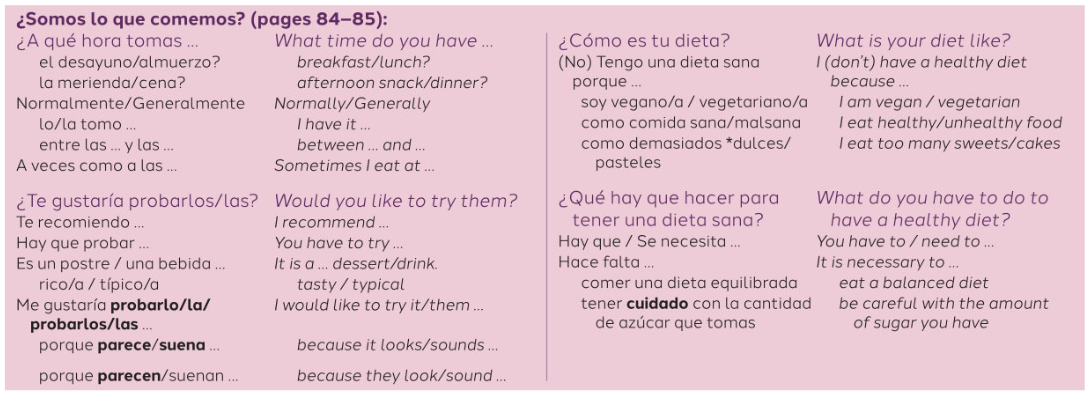 ¿Somos lo que comemos? (pages 84–85):
¿A qué hora tomas ...
What time do you have ...
el desayuno/almuerzo?
breakfast/lunch?
la merienda/cena?
afternoon snack/dinner?
Normalmente/Generalmente
Normally/Generally
lo/la tomo ...
I have it ...
entre las ... y las ...
between ... and ...
A veces como a las ...
Sometimes I eat at ...
¿Te gustaría probarlos/las?
Would you like to try them?
Te recomiendo ...
I recommend ...
Hay que probar ...
You have to try ...
Es un postre / una bebida ...
It is a ... dessert/drink.
rico/a / típico/a
tasty / typical
Me gustaría probarlo/la/
I would like to try it/them ...
probarlos/las ...
porque parece/suena ...
because it looks/sounds ...
porque parecen/suenan ...
because they look/sound ...
¿Cómo es tu dieta?
What is your diet like?
(No) Tengo una dieta sana
I (don't) have a healthy diet
porque ...
because ...
soy vegano/a / vegetariano/a
I am vegan / vegetarian
como comida sana/malsana
I eat healthy/unhealthy food
como demasiados *dulces/
I eat too many sweets/cakes
pasteles
¿Qué hay que hacer para
What do you have to do to
tener una dieta sana?
have a healthy diet?
Hay que / Se necesita ...
You have to / need to ...
Hace falta ...
It is necessary to ...
comer una dieta equilibrada
eat a balanced diet
tener cuidado con la cantidad
be careful with the amount
de azúcar que tomas
of sugar you have